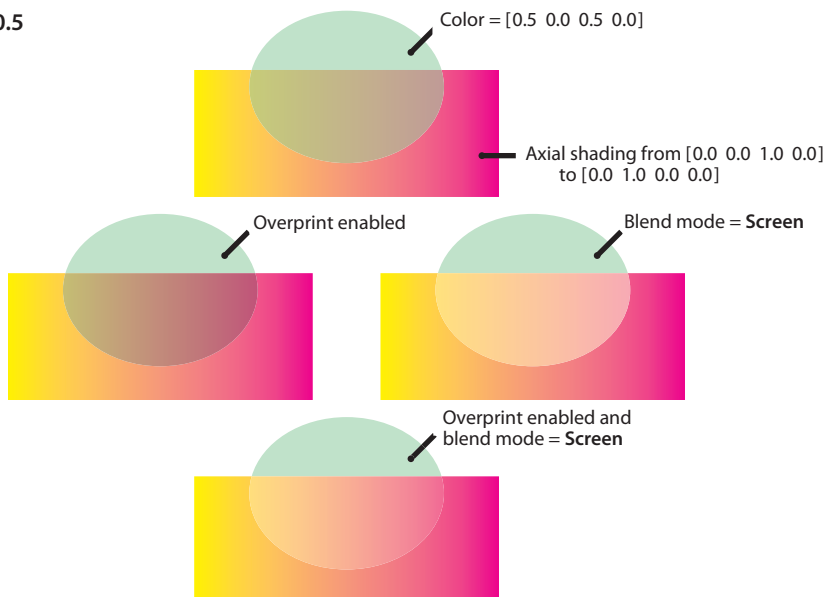 0.5
Color = [0.5 0.0 0.5 0.0]
Axial shading from [0.0 0.0 1.0 0.0]
to [0.0 1.0 0.0 0.0]
Overprint enabled
Blend mode = Screen
Overprint enabled and
blend mode = Screen